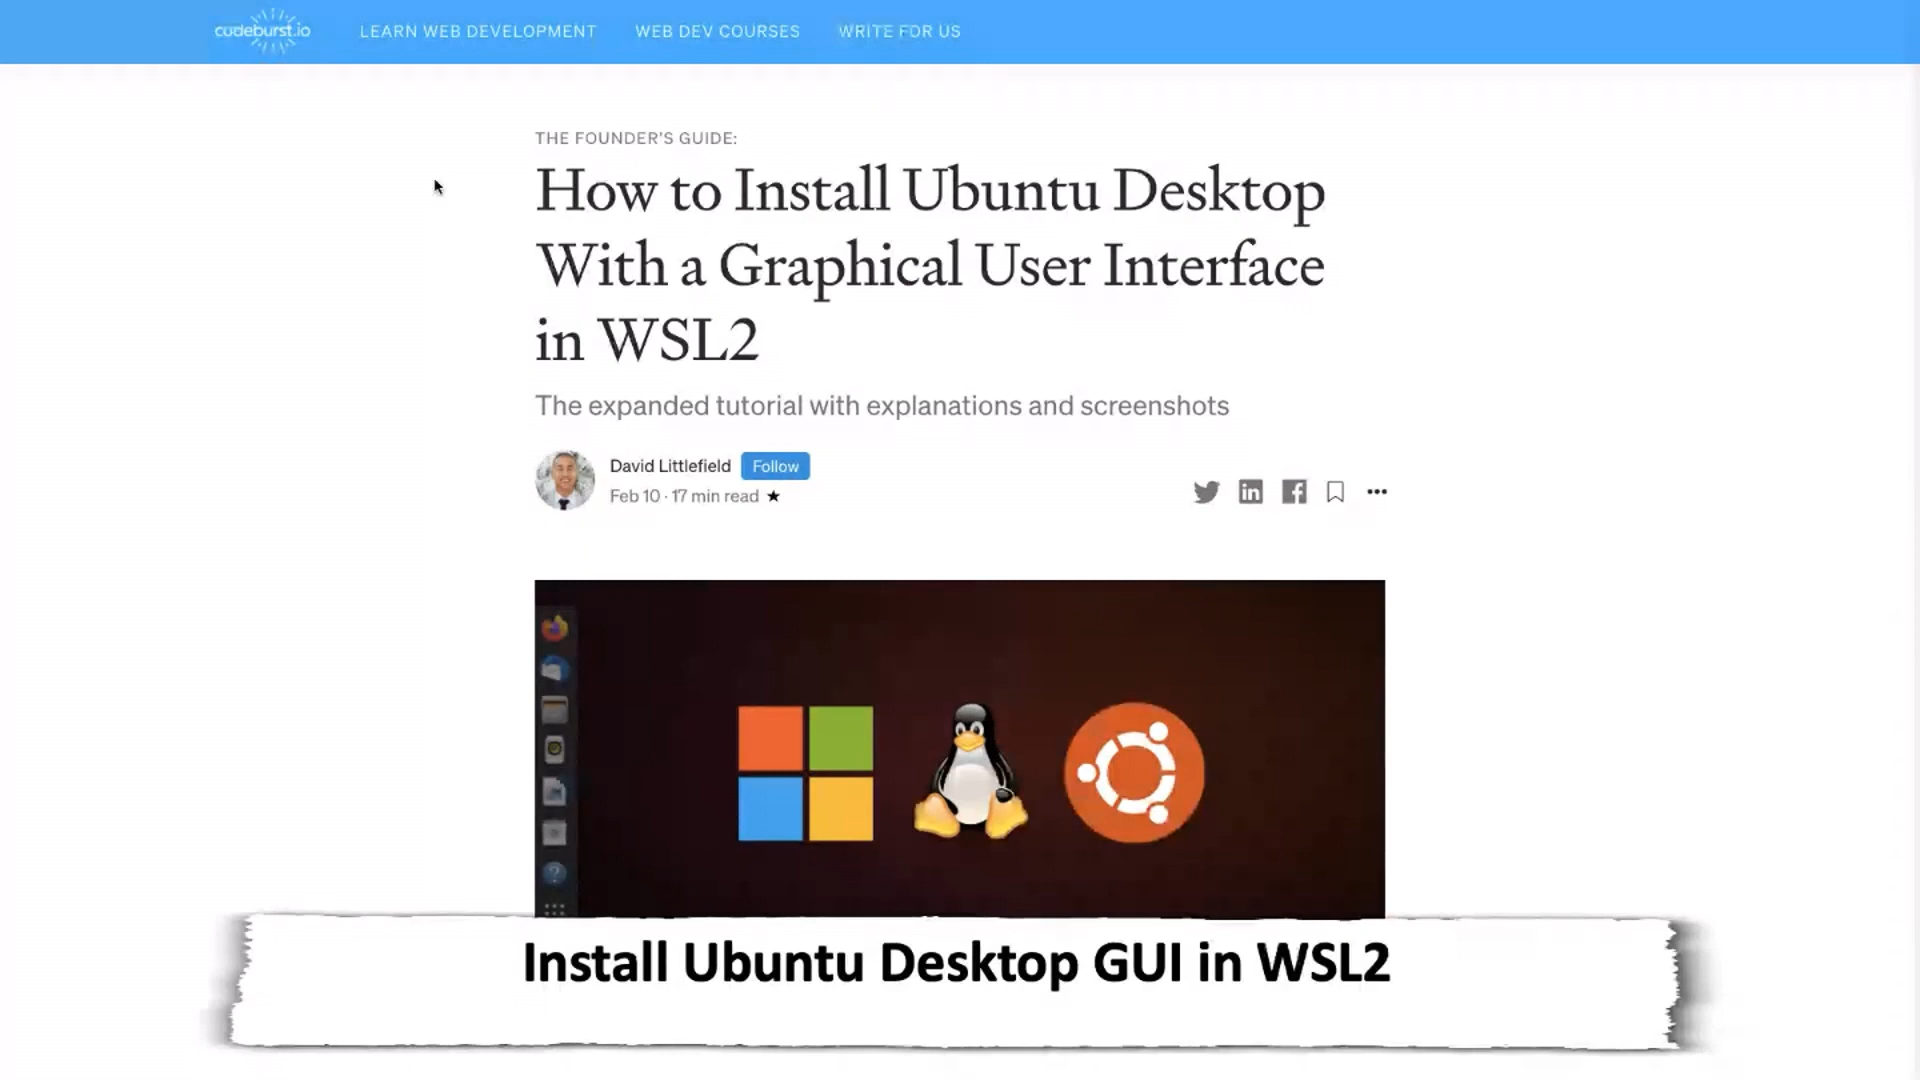 codeburst.io
LEARN WEB DEVELOPMENT
WEB DEV COURSES
WRITE FOR US
THE FOUNDER'S GUIDE:
How to Install Ubuntu Desktop
With a Graphical User Interface
in WSL2
The expanded tutorial with explanations and screenshots
David Littlefield
Follow
Feb 10 · 17 min read ★
Install Ubuntu Desktop GUI in WSL2